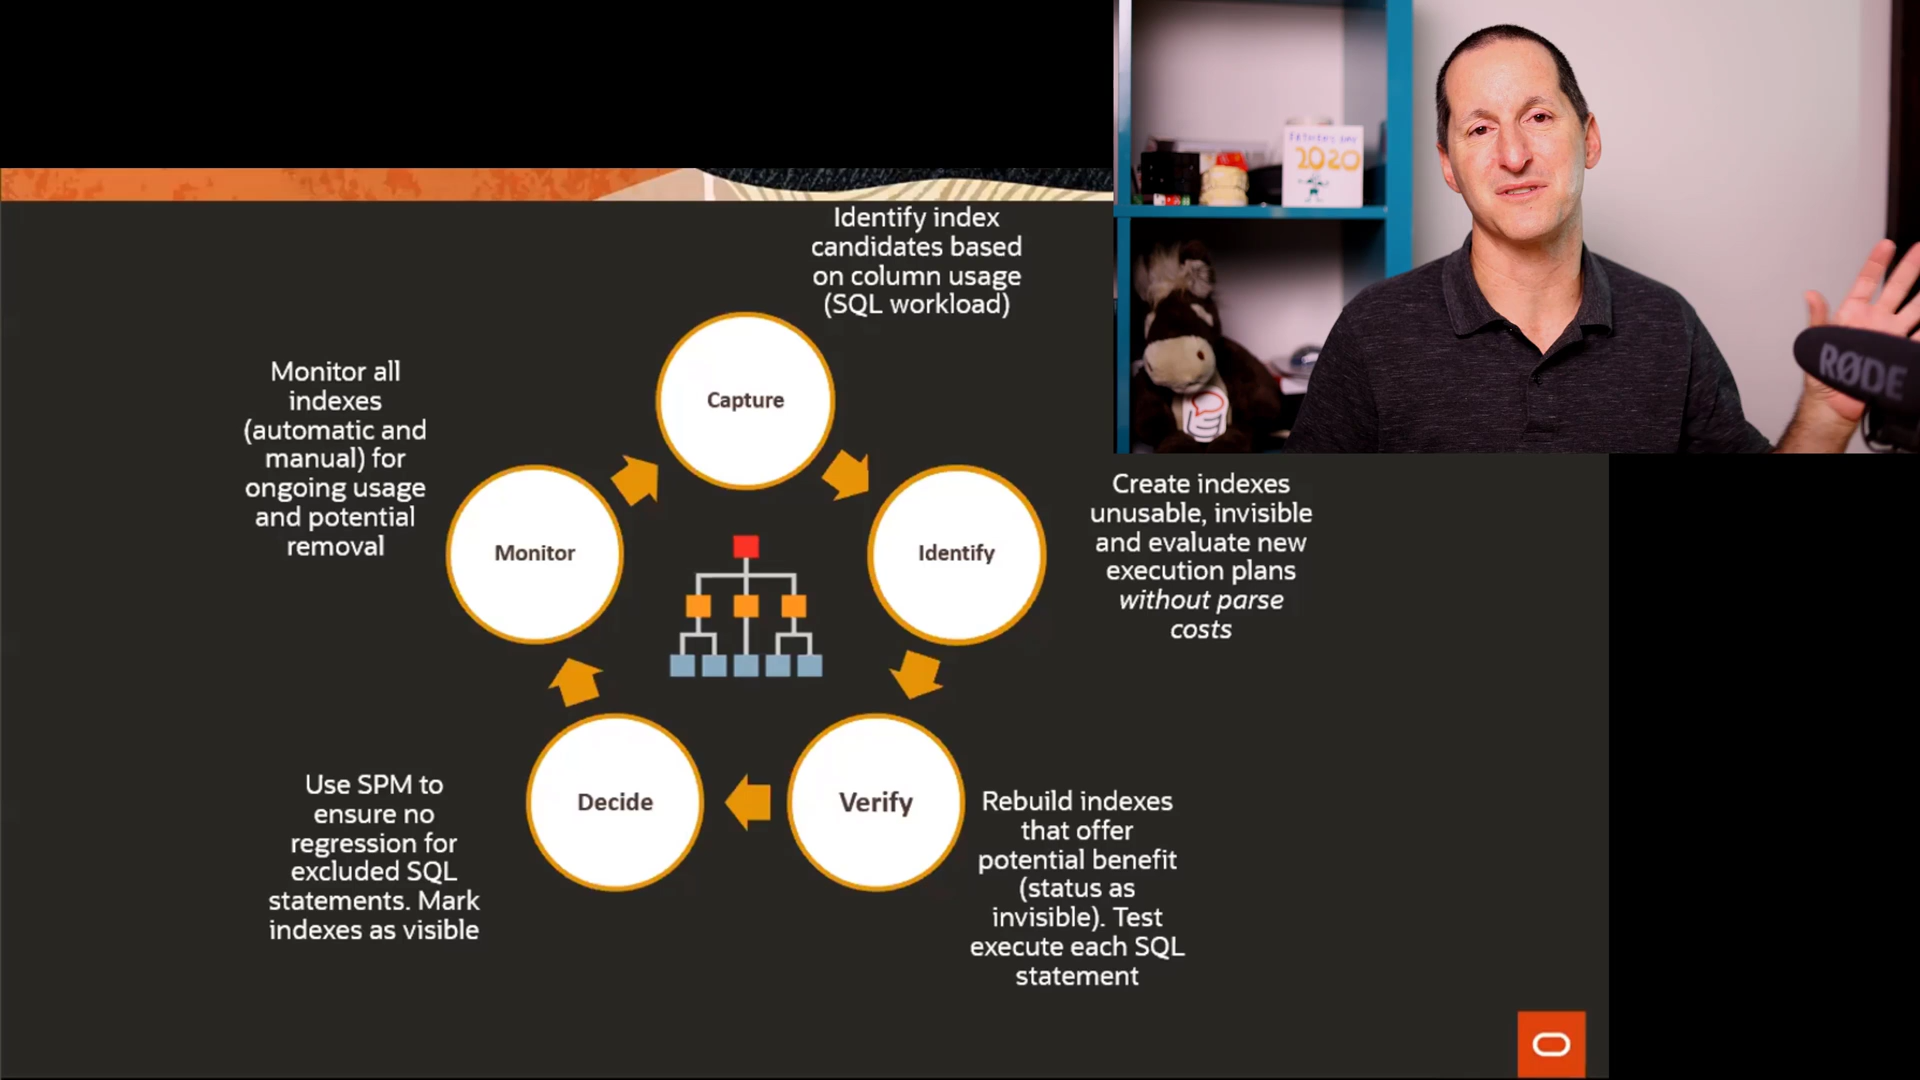 Identify index
candidates based
on column usage
(SQL workload)
Capture
Monitor all
indexes
(automatic and
manual) for
ongoing usage
and potential
removal
Monitor
Identify
Create indexes
unusable, invisible
and evaluate new
execution plans
without parse
costs
Use SPM to
ensure no
regression for
excluded SQL
statements. Mark
indexes as visible
Decide
Verify
Rebuild indexes
that offer
potential benefit
(status as
invisible). Test
execute each SQL
statement
FATHERS DAY
2020
RØDE